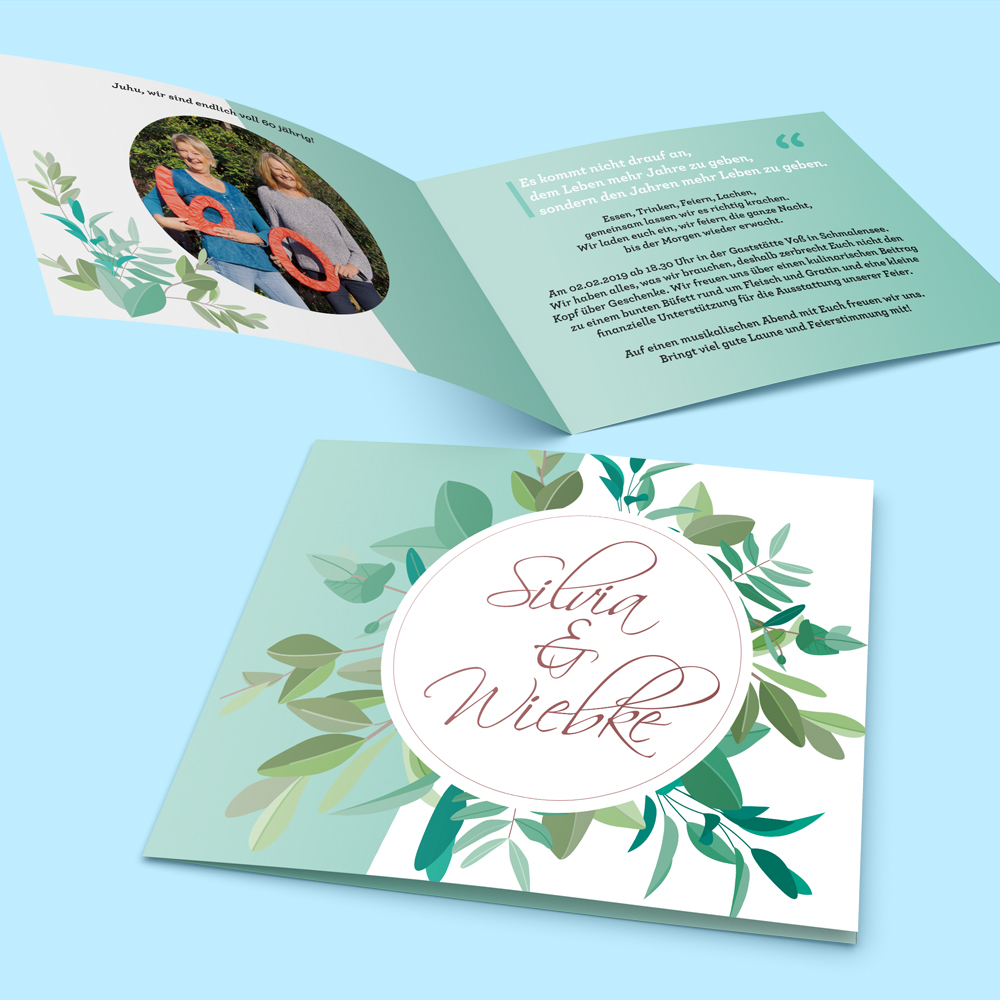 Juhu, wir sind endlich voll 60 jährig!
60
“
Es kommt nicht drauf an,
dem Leben mehr Jahre zu geben,
sondern den Jahren mehr Leben zu geben.
Essen, Trinken, Feiern, Lachen,
gemeinsam lassen wir es richtig krachen.
Wir laden euch ein, wir feiern die ganze Nacht,
bis der Morgen wieder erwacht.
Am 02.02.2019 ab 18.30 Uhr in der Gaststätte Voß in Schmalensee.
Wir haben alles, was wir brauchen, deshalb zerbrecht Euch nicht den
Kopf über Geschenke. Wir freuen uns über einen kulinarischen Beitrag
zu einem bunten Büfett rund um Fleisch und Gratin und eine kleine
finanzielle Unterstützung für die Ausstattung unserer Feier.
Auf einen musikalischen Abend mit Euch freuen wir uns.
Bringt viel gute Laune und Feierstimmung mit!
Silvia
&
Wiebke